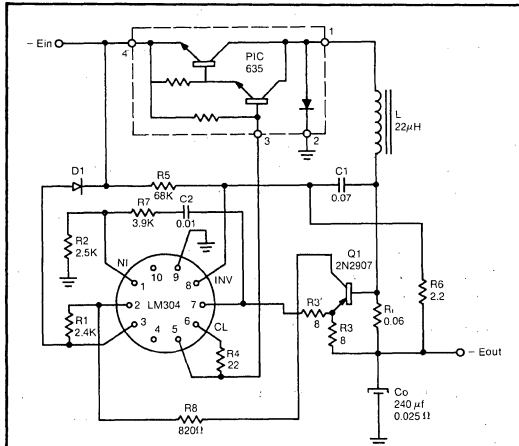 – Ein
4
PIC
635
1
3
2
L
22μH
D1
R5
68K
C1
0.07
R7
3.9K
C2
0.01
R2
2.5K
NI
INV
10
9
1
8
R1
2.4K
2
LM304
7
3
6
CL
4
5
R4
22
Q1
2N2907
R3'
8
R3
8
R6
2.2
0.06
– Eout
R8
820Ω
Co
240 μf
0.025 Ω